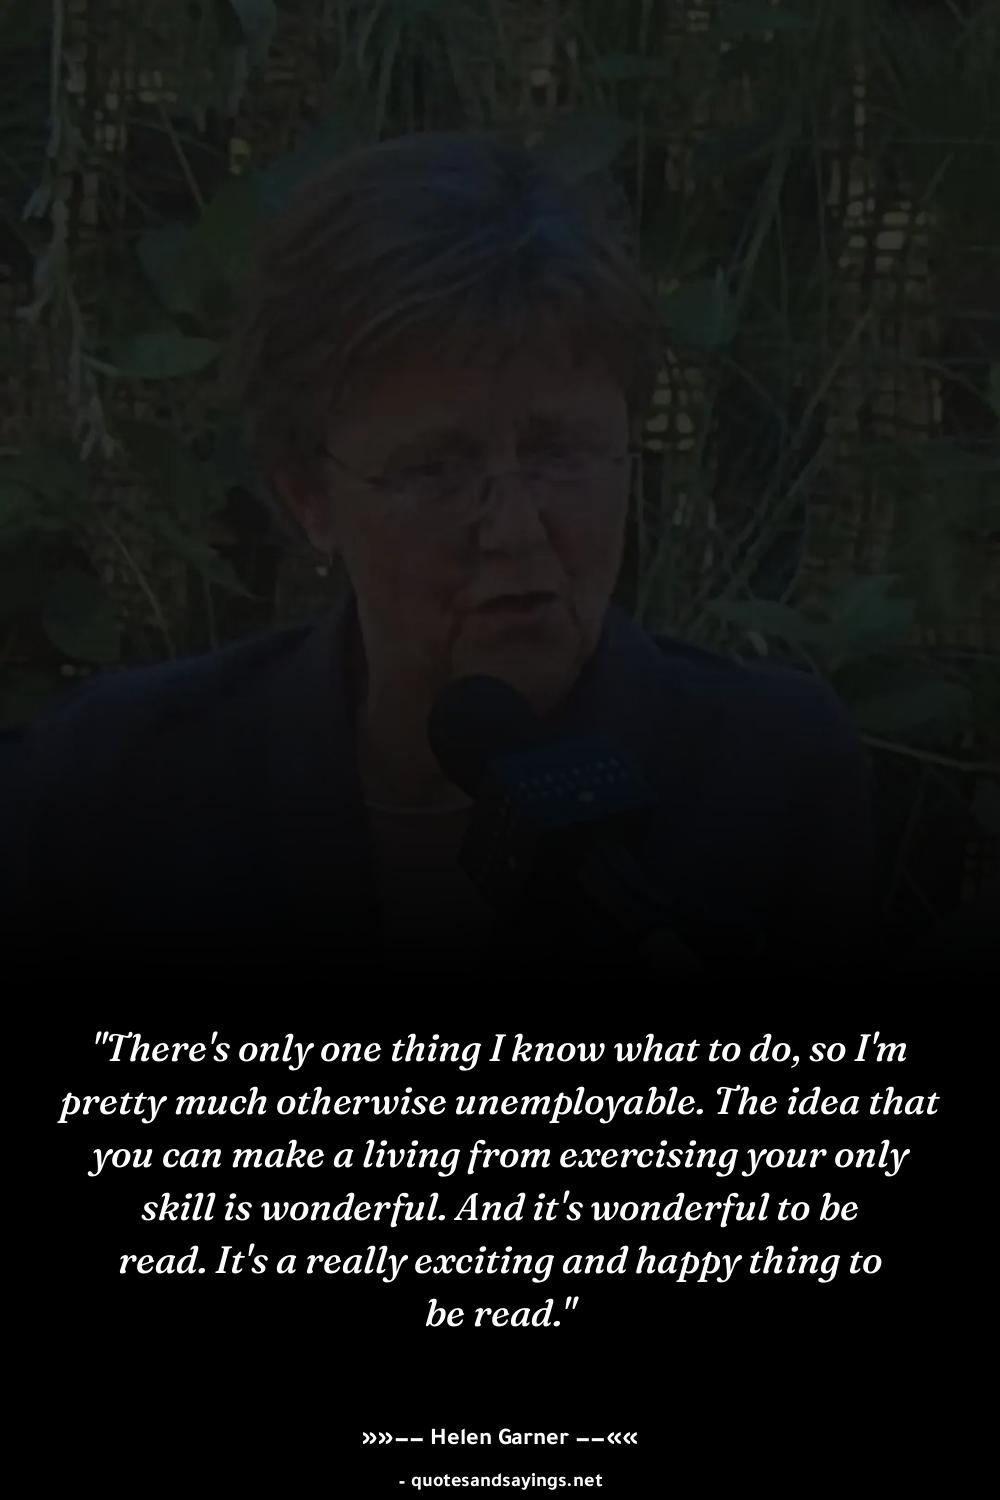 "There's only one thing I know what to do, so I'm
pretty much otherwise unemployable. The idea that
you can make a living from exercising your only
skill is wonderful. And it's wonderful to be
read. It's a really exciting and happy thing to
be read."
»»−− Helen Garner −−««
- quotesandsayings.net